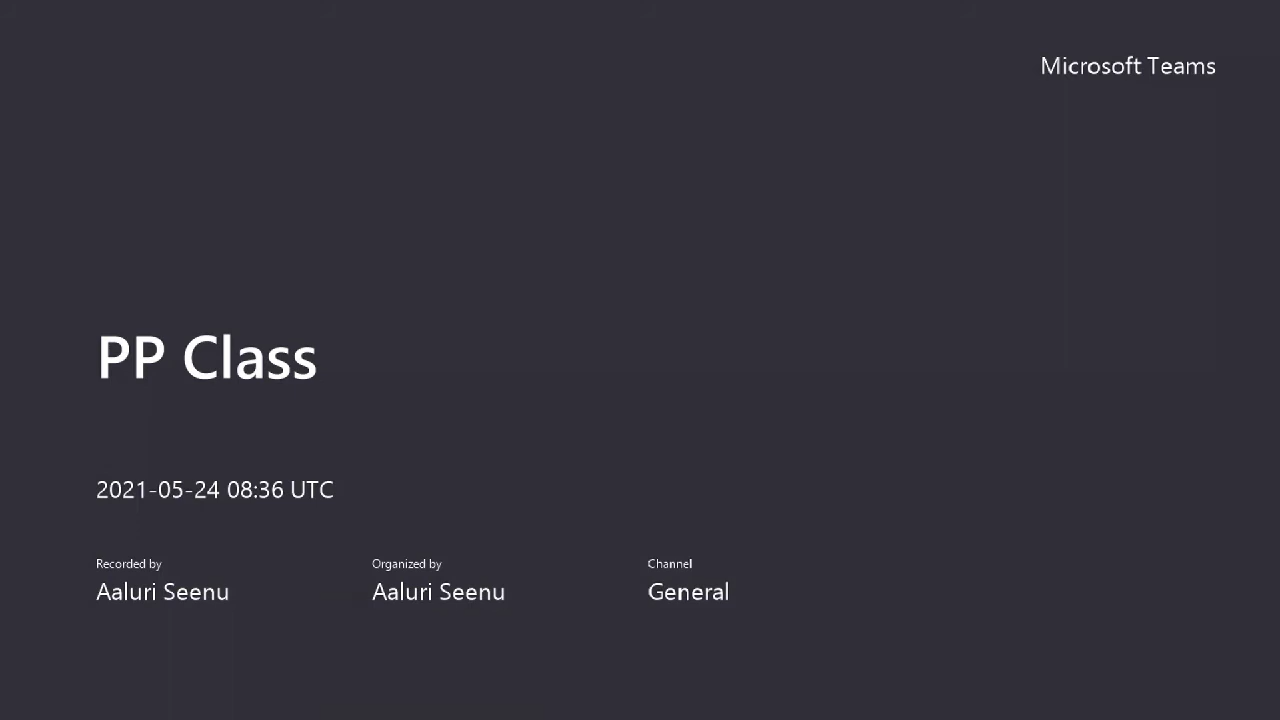 Microsoft Teams
PP Class
2021-05-24 08:36 UTC
Recorded by
Aaluri Seenu
Organized by
Aaluri Seenu
Channel
General